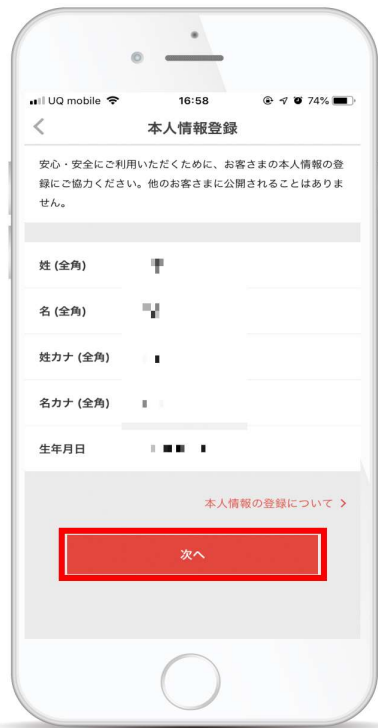 UQ mobile 16:58 74%
本人情報登録
安心・安全にご利用いただくために、お客さまの本人情報の登
録にご協力ください。他のお客さまに公開されることはありま
せん。
姓 (全角)
名 (全角)
姓カナ (全角)
名カナ (全角)
生年月日
本人情報の登録について
次へ